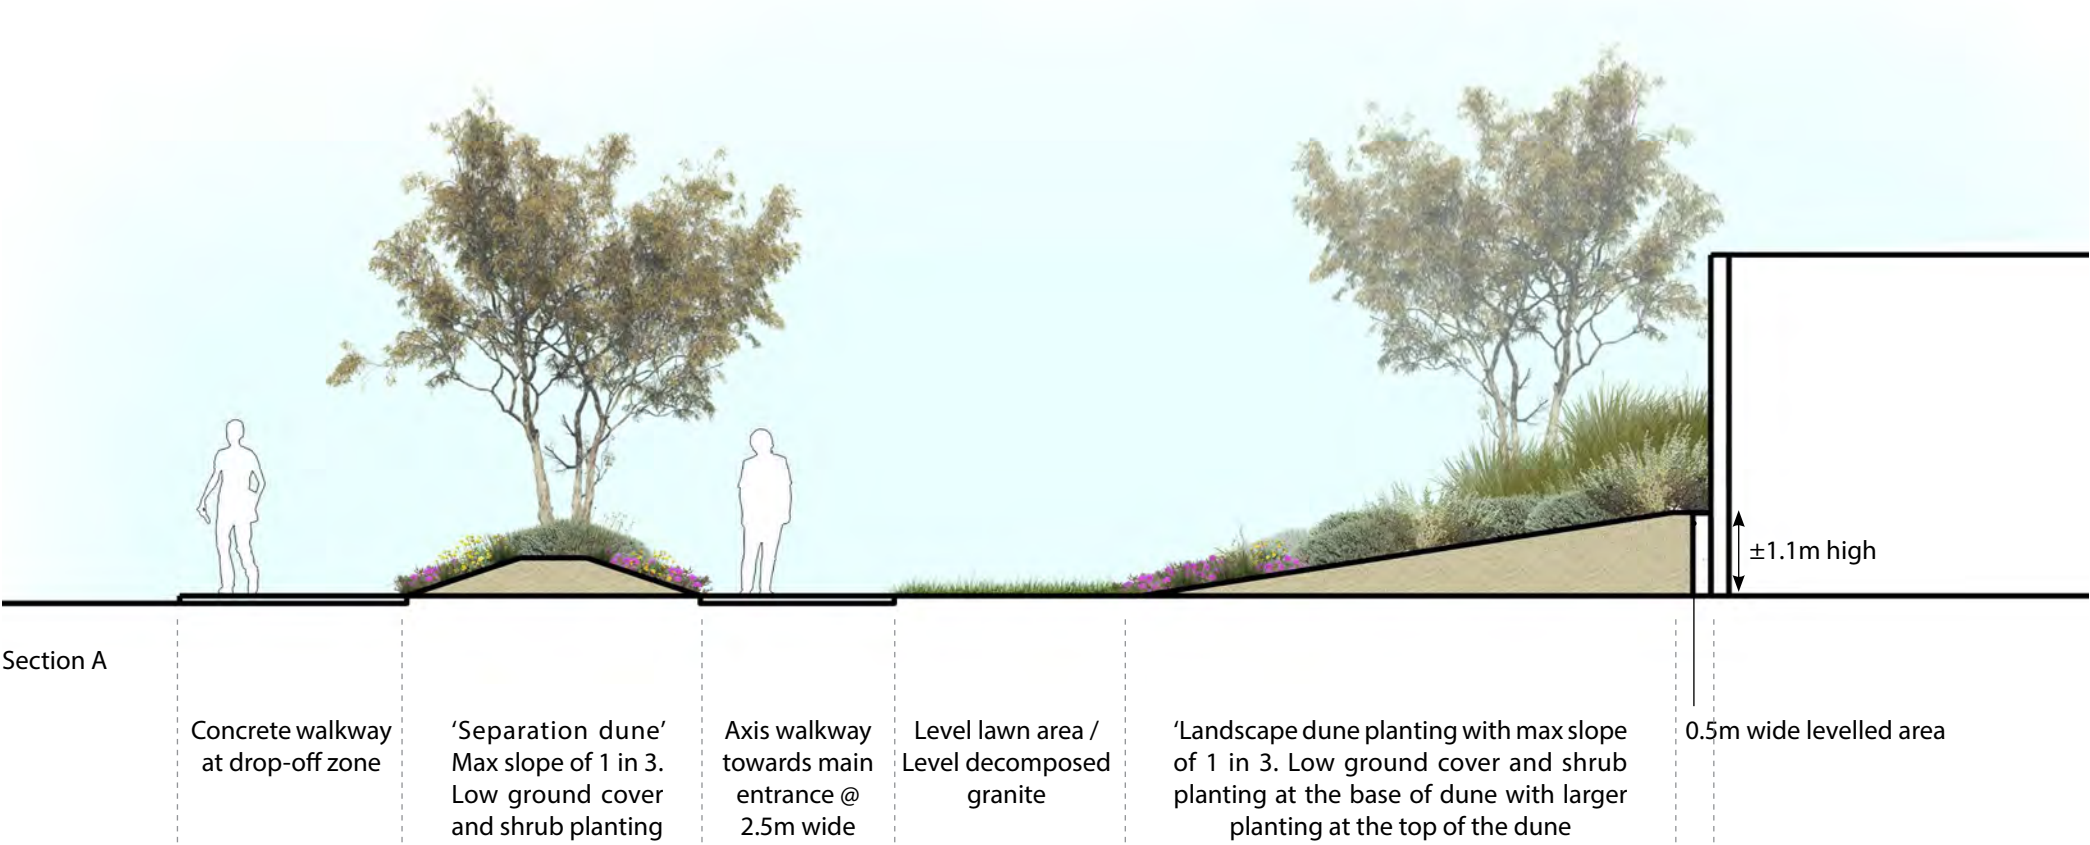 ±1.1m high
Section A
Concrete walkway
at drop-off zone
‘Separation dune’
Max slope of 1 in 3.
Low ground cover
and shrub planting
Axis walkway
towards main
entrance @
2.5m wide
Level lawn area /
Level decomposed
granite
‘Landscape dune planting with max slope
of 1 in 3. Low ground cover and shrub
planting at the base of dune with larger
planting at the top of the dune
0.5m wide levelled area